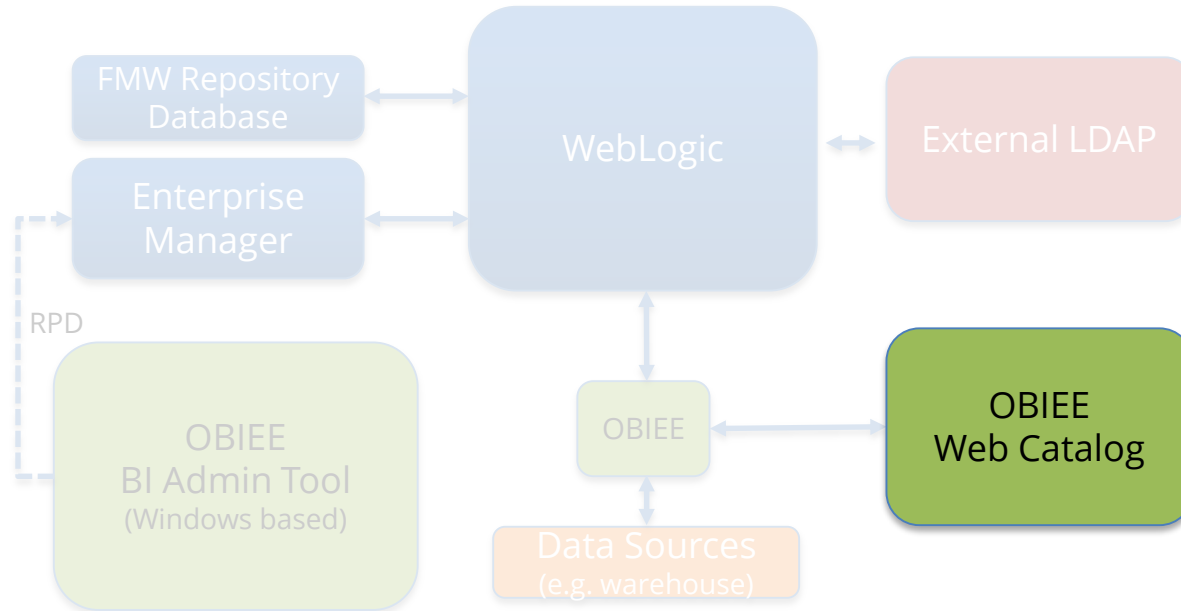 FMW Repository
Database
WebLogic
External LDAP
Enterprise
Manager
RPD
OBIEE
BI Admin Tool
(Windows based)
OBIEE
OBIEE
Web Catalog
Data Sources
(e.g. warehouse)